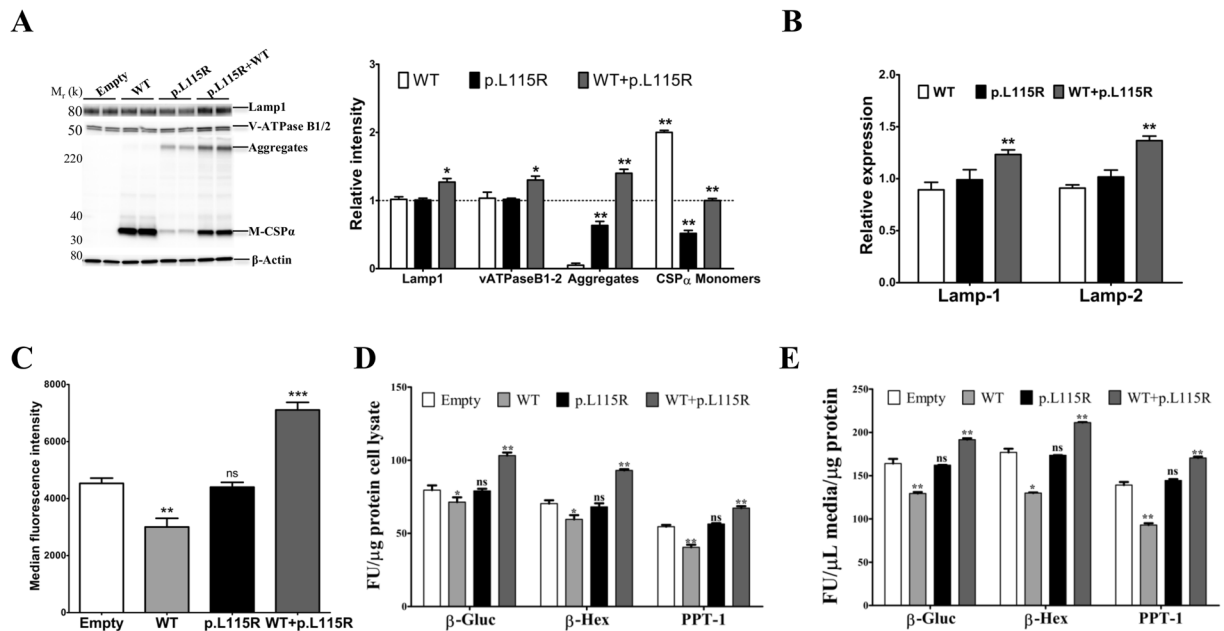 A
Empty WT p.L115R p.L115R+WT
Mr (k)
80
Lamp1
50
V-ATPase B1/2
220
Aggregates
40
30
M-CSPα
80
β-Actin
WT p.L115R WT+p.L115R
Relative intensity
3
2
1
0
* * ** ** ** ** **
Lamp1 vATPaseB1-2 Aggregates CSPα Monomers
B
WT p.L115R WT+p.L115R
Relative expression
2.0
1.5
1.0
0.5
0.0
** **
Lamp-1 Lamp-2
C
Median fluorescence intensity
8000
6000
4000
2000
0
** ns ***
Empty WT p.L115R WT+p.L115R
D
Empty WT p.L115R WT+p.L115R
FU/µg protein cell lysate
150
100
50
0
* ns ** * ns ** ** ns **
β-Gluc β-Hex PPT-1
E
Empty WT p.L115R WT+p.L115R
FU/µL media/µg protein
250
200
150
100
50
0
** ns ** * ns ** ** ns **
β-Gluc β-Hex PPT-1